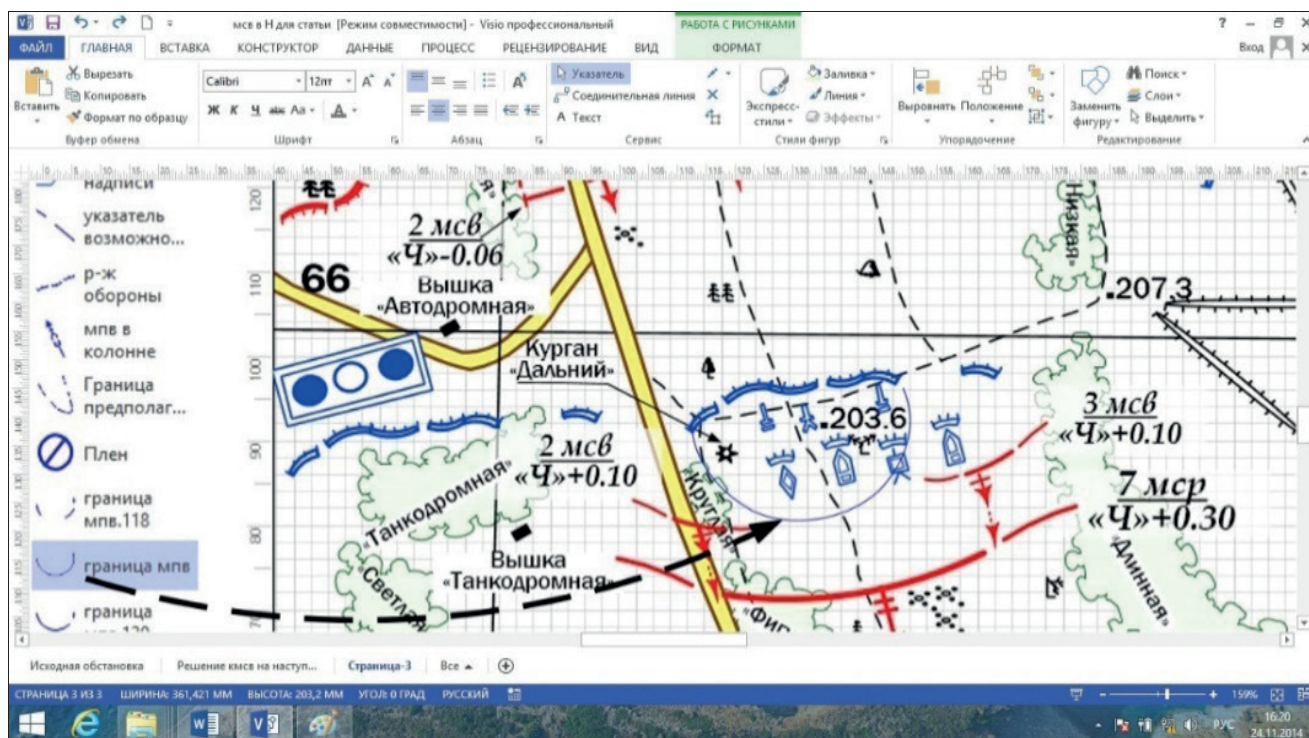 мсв в Н для статьи [Режим совместимости] - Visio профессиональный
РАБОТА С РИСУНКАМИ
ФАЙЛ ГЛАВНАЯ ВСТАВКА КОНСТРУКТОР ДАННЫЕ ПРОЦЕСС РЕЦЕНЗИРОВАНИЕ ВИД ФОРМАТ Вход
Вставить
Вырезать
Копировать
Формат по образцу
Буфер обмена
Calibri 12пт
Ж К Ч abc Aa
Шрифт
Абзац
Указатель
Соединительная линия
Текст
Сервис
Экспресс-
стили
Заливка
Линия
Эффекты
Стили фигур
Выровнять Положение
Упорядочение
Заменить
фигуру
Поиск
Слои
Выделить
Редактирование
надписи
указатель
возможно...
р-ж
обороны
мпв в
колонне
Граница
предполаг...
Плен
граница
мпв.118
граница мпв
граница
2 мсв
«Ч»-0.06
66
Вышка
«Автодромная»
Низкая»
.207.3
Курган
«Дальний»
.203.6
2 мсв
«Ч»+0.10
3 мсв
«Ч»+0.10
7 мср
«Ч»+0.30
«Танкодромная»
«Круглая»
Вышка
«Танкодромная»
«Светлая
«Фиг
«Длинная»
Исходная обстановка Решение кмсв на наступ... Страница-3 Все
СТРАНИЦА 3 ИЗ 3 ШИРИНА: 361,421 ММ ВЫСОТА: 203,2 ММ УГОЛ: 0 ГРАД РУССКИЙ 159%
РУС
16:20
24.11.2014